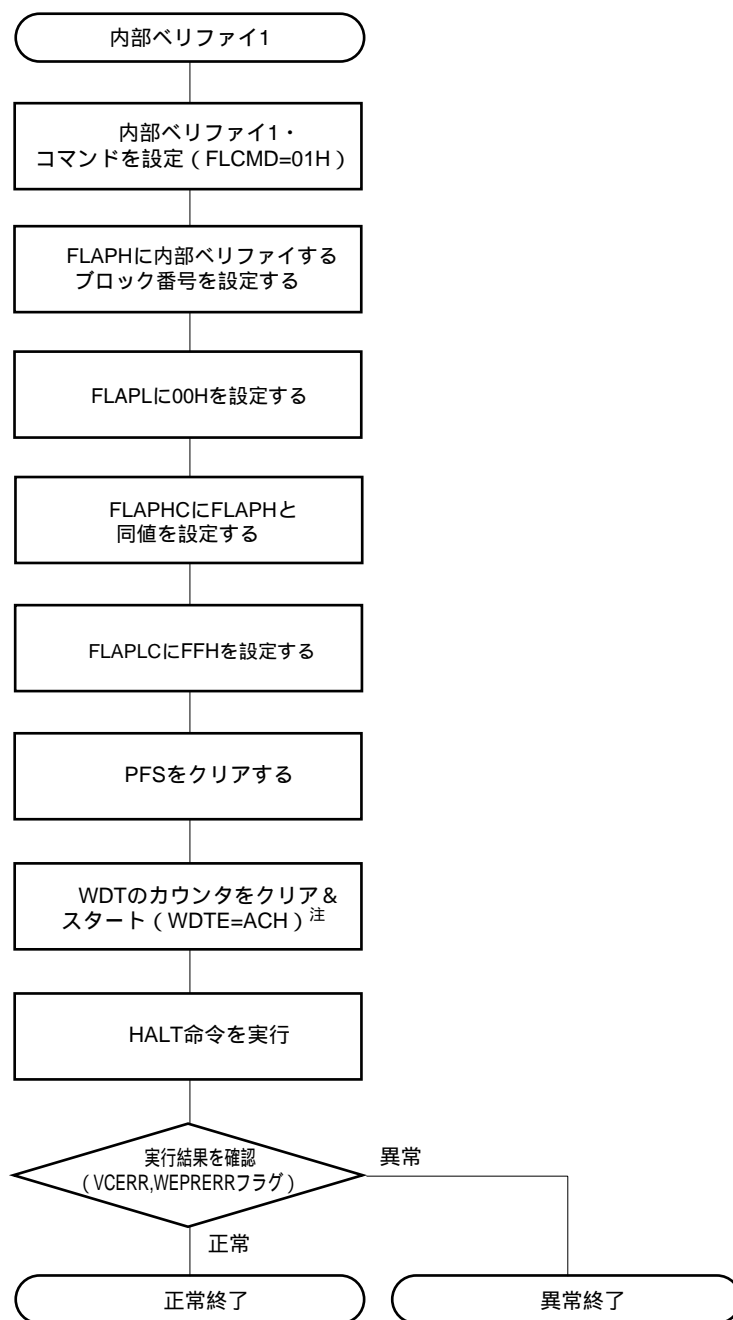 内部ベリファイ1
内部ベリファイ1・
コマンドを設定（FLCMD=01H）
FLAPHに内部ベリファイする
ブロック番号を設定する
FLAPLに00Hを設定する
FLAPHCにFLAPHと
同値を設定する
FLAPLCにFFHを設定する
PFSをクリアする
WDTのカウンタをクリア＆
スタート（WDTE=ACH）注
HALT命令を実行
実行結果を確認
（VCERR,WEPRERRフラグ）
異常
正常
正常終了
異常終了